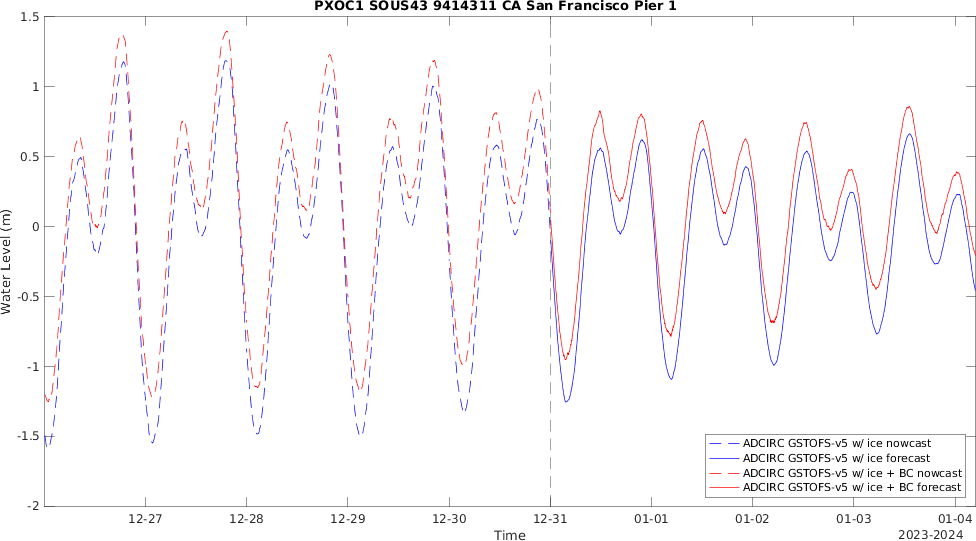 PXOC1 SOUS43 9414311 CA San Francisco Pier 1
1.5
1
0.5
0
-0.5
-1
-1.5
-2
Water Level (m)
12-27
12-28
12-29
12-30
12-31
01-01
01-02
01-03
01-04
Time
2023-2024
ADCIRC GSTOFS-v5 w/ ice nowcast
ADCIRC GSTOFS-v5 w/ ice forecast
ADCIRC GSTOFS-v5 w/ ice + BC nowcast
ADCIRC GSTOFS-v5 w/ ice + BC forecast